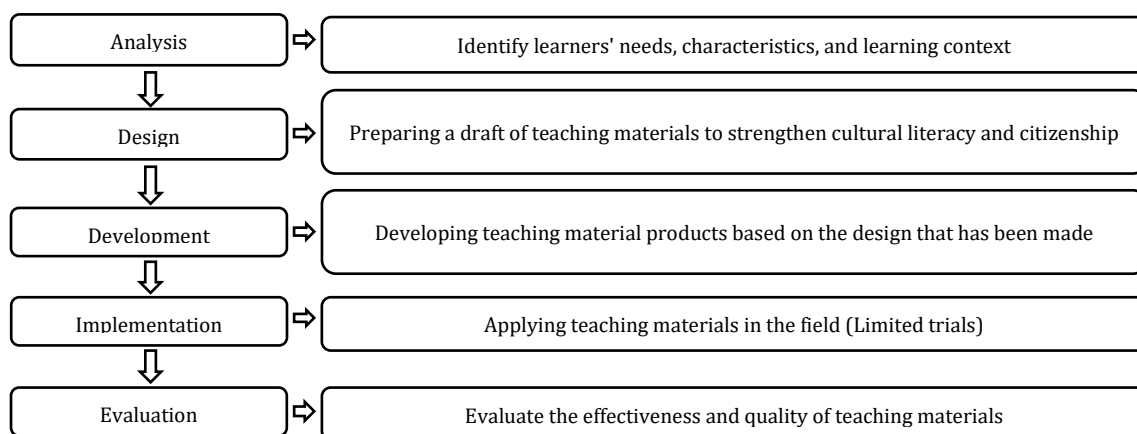 Analysis
Identify learners' needs, characteristics, and learning context
Design
Preparing a draft of teaching materials to strengthen cultural literacy and citizenship
Development
Developing teaching material products based on the design that has been made
Implementation
Applying teaching materials in the field (Limited trials)
Evaluation
Evaluate the effectiveness and quality of teaching materials